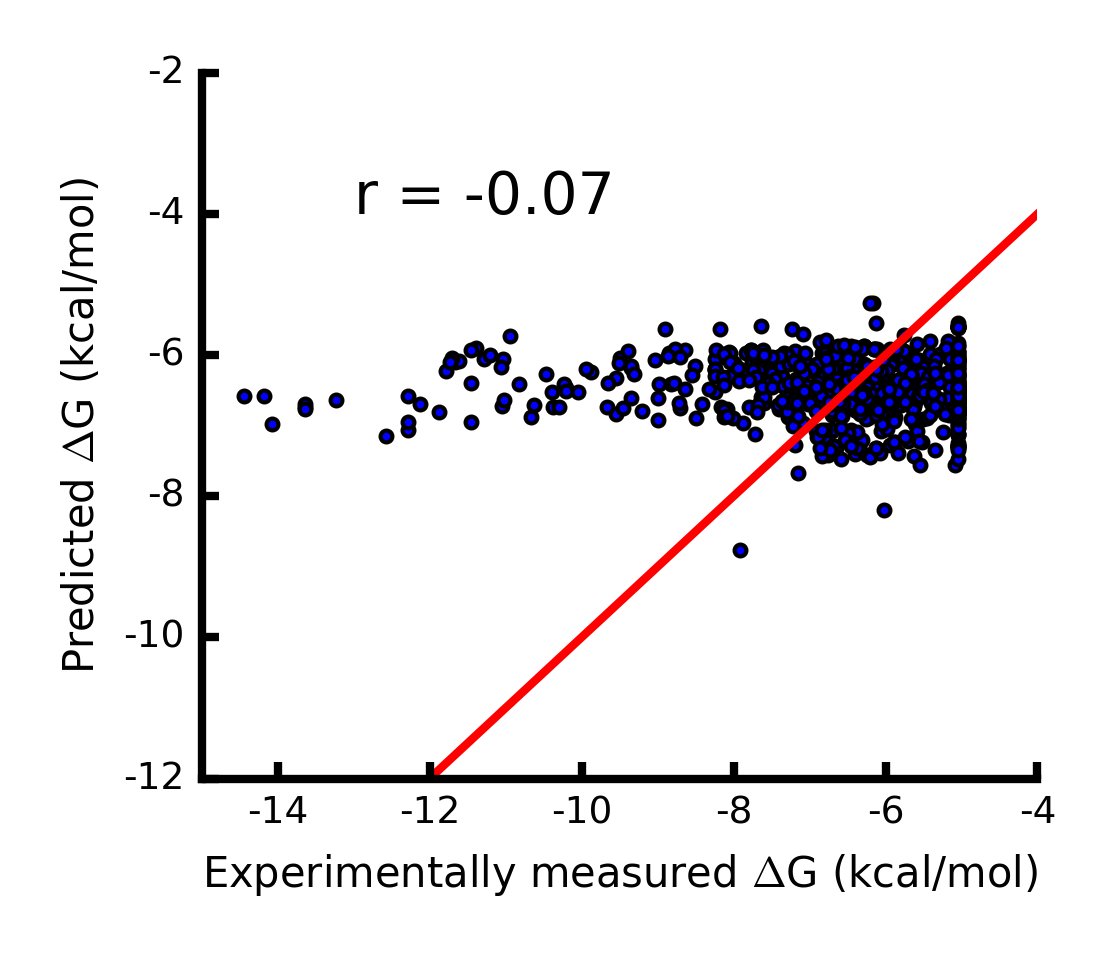 -2
r = -0.07
-4
-6
-8
-10
-12
Predicted ΔG (kcal/mol)
-14 -12 -10 -8 -6 -4
Experimentally measured ΔG (kcal/mol)